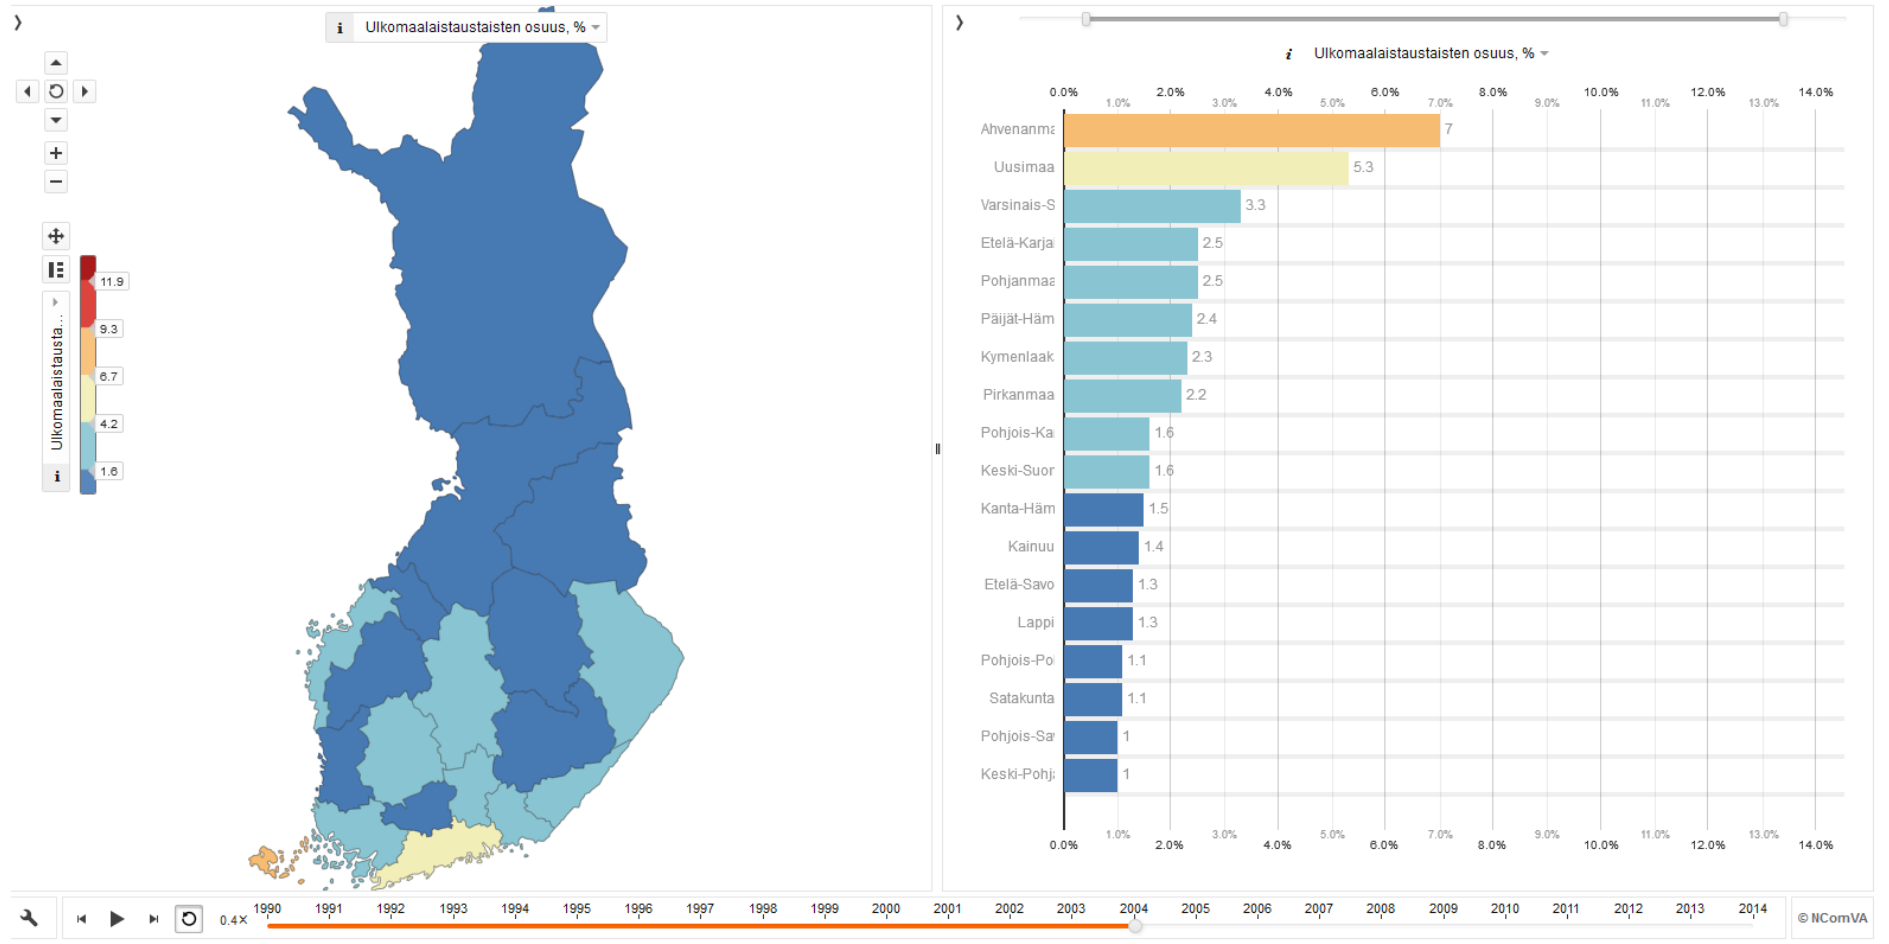 Ulkomaalaistaustaisten osuus, %
11.9
9.3
6.7
4.2
1.6
Ulkomaalaistausta...
i
Ulkomaalaistaustaisten osuus, %
0.0% 1.0% 2.0% 3.0% 4.0% 5.0% 6.0% 7.0% 8.0% 9.0% 10.0% 11.0% 12.0% 13.0% 14.0%
Ahvenanma 7
Uusimaa 5.3
Varsinais-S 3.3
Etelä-Karja 2.5
Pohjanmaa 2.5
Päijät-Häm 2.4
Kymenlaak 2.3
Pirkanmaa 2.2
Pohjois-Ka 1.6
Keski-Suor 1.6
Kanta-Häm 1.5
Kainuu 1.4
Etelä-Savo 1.3
Lappi 1.3
Pohjois-Po 1.1
Satakunta 1.1
Pohjois-Sa 1
Keski-Pohj 1
0.0% 1.0% 2.0% 3.0% 4.0% 5.0% 6.0% 7.0% 8.0% 9.0% 10.0% 11.0% 12.0% 13.0% 14.0%
0.4× 1990 1991 1992 1993 1994 1995 1996 1997 1998 1999 2000 2001 2002 2003 2004 2005 2006 2007 2008 2009 2010 2011 2012 2013 2014
© NComVA